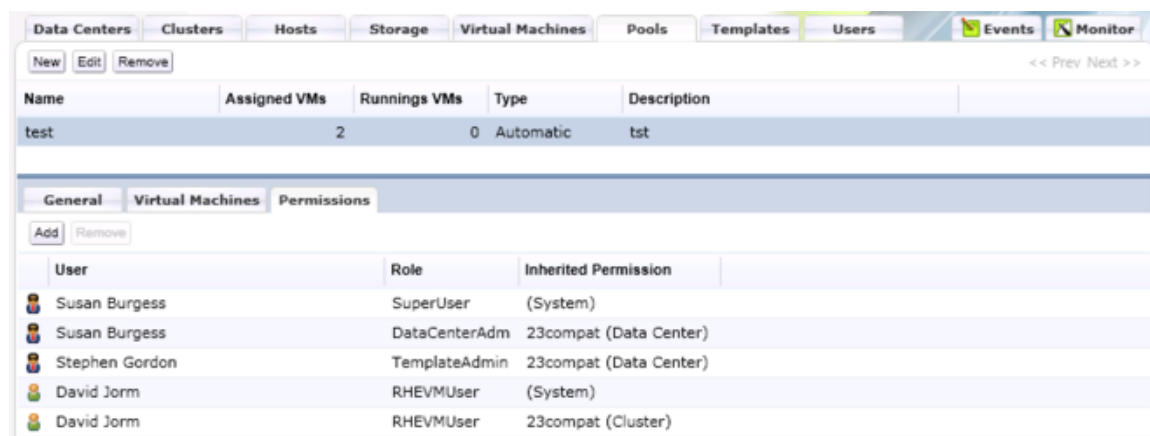 Data Centers Clusters Hosts Storage Virtual Machines Pools Templates Users Events Monitor
New Edit Remove << Prev Next >>
Name Assigned VMs Runnings VMs Type Description
test 2 0 Automatic tst
General Virtual Machines Permissions
Add Remove
User Role Inherited Permission
Susan Burgess SuperUser (System)
Susan Burgess DataCenterAdm 23compat (Data Center)
Stephen Gordon TemplateAdmin 23compat (Data Center)
David Jorm RHEVMUser (System)
David Jorm RHEVMUser 23compat (Cluster)